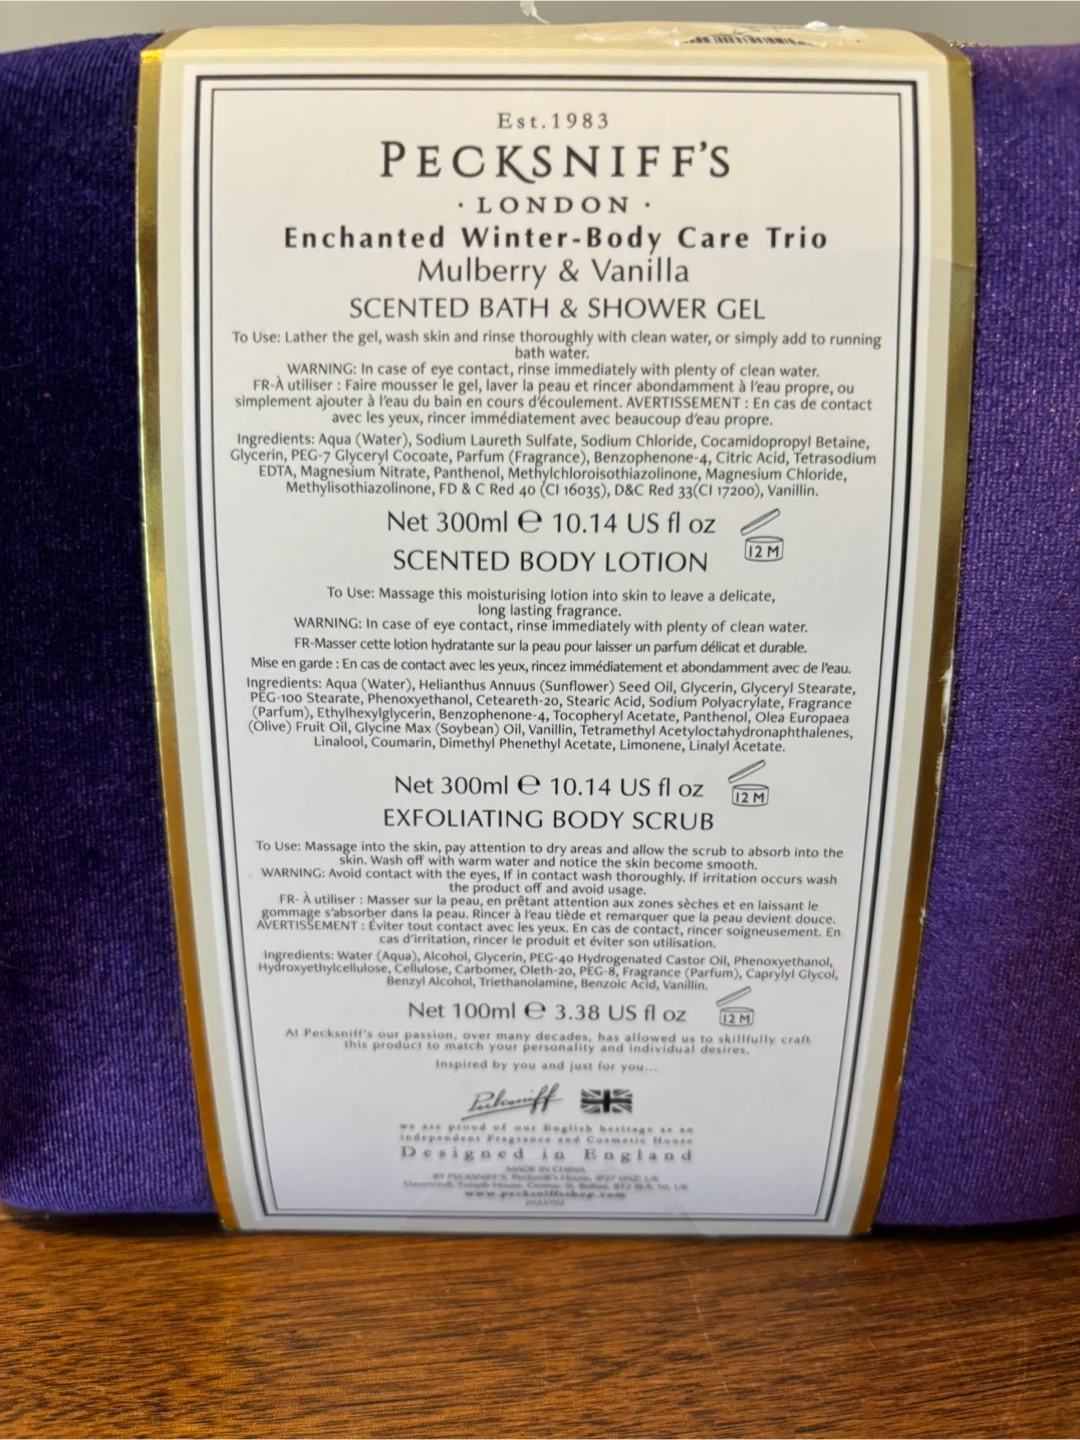 Est.1983
PECKSNIFF'S
· LONDON ·
Enchanted Winter-Body Care Trio
Mulberry & Vanilla
SCENTED BATH & SHOWER GEL
To Use: Lather the gel, wash skin and rinse thoroughly with clean water, or simply add to running
bath water.
WARNING: In case of eye contact, rinse immediately with plenty of clean water.
FR-À utiliser : Faire mousser le gel, laver la peau et rincer abondamment à l'eau propre, ou
simplement ajouter à l'eau du bain en cours d'écoulement. AVERTISSEMENT : En cas de contact
avec les yeux, rincer immédiatement avec beaucoup d'eau propre.
Ingredients: Aqua (Water), Sodium Laureth Sulfate, Sodium Chloride, Cocamidopropyl Betaine,
Glycerin, PEG-7 Glyceryl Cocoate, Parfum (Fragrance), Benzophenone-4, Citric Acid, Tetrasodium
EDTA, Magnesium Nitrate, Panthenol, Methylchloroisothiazolinone, Magnesium Chloride,
Methylisothiazolinone, FD & C Red 40 (CI 16035), D&C Red 33(CI 17200), Vanillin.
Net 300ml ℮ 10.14 US fl oz
12 M
SCENTED BODY LOTION
To Use: Massage this moisturising lotion into skin to leave a delicate,
long lasting fragrance.
WARNING: In case of eye contact, rinse immediately with plenty of clean water.
FR-Masser cette lotion hydratante sur la peau pour laisser un parfum délicat et durable.
Mise en garde : En cas de contact avec les yeux, rincez immédiatement et abondamment avec de l'eau.
Ingredients: Aqua (Water), Helianthus Annuus (Sunflower) Seed Oil, Glycerin, Glyceryl Stearate,
PEG-100 Stearate, Phenoxyethanol, Ceteareth-20, Stearic Acid, Sodium Polyacrylate, Fragrance
(Parfum), Ethylhexylglycerin, Benzophenone-4, Tocopheryl Acetate, Panthenol, Olea Europaea
(Olive) Fruit Oil, Glycine Max (Soybean) Oil, Vanillin, Tetramethyl Acetyloctahydronaphthalenes,
Linalool, Coumarin, Dimethyl Phenethyl Acetate, Limonene, Linalyl Acetate.
Net 300ml ℮ 10.14 US fl oz
12 M
EXFOLIATING BODY SCRUB
To Use: Massage into the skin, pay attention to dry areas and allow the scrub to absorb into the
skin. Wash off with warm water and notice the skin become smooth.
WARNING: Avoid contact with the eyes, If in contact wash thoroughly. If irritation occurs wash
the product off and avoid usage.
FR- À utiliser : Masser sur la peau, en prêtant attention aux zones sèches et en laissant le
gommage s'absorber dans la peau. Rincer à l'eau tiède et remarquer que la peau devient douce.
AVERTISSEMENT : Éviter tout contact avec les yeux. En cas de contact, rincer soigneusement. En
cas d'irritation, rincer le produit et éviter son utilisation.
Ingredients: Water (Aqua), Alcohol, Glycerin, PEG-40 Hydrogenated Castor Oil, Phenoxyethanol,
Hydroxyethylcellulose, Cellulose, Carbomer, Oleth-20, PEG-8, Fragrance (Parfum), Caprylyl Glycol,
Benzyl Alcohol, Triethanolamine, Benzoic Acid, Vanillin.
Net 100ml ℮ 3.38 US fl oz
12 M
At Pecksniff's our passion, over many decades, has allowed us to skillfully craft
this product to match your personality and individual desires.
Inspired by you and just for you...
Pecksniff
we are proud of our English heritage as an
independent Fragrance and Cosmetic House
Designed in England
MADE IN CHINA
BY PECKSNIFF'S, Pecksniff's House,
www.pecksniffsshop.com